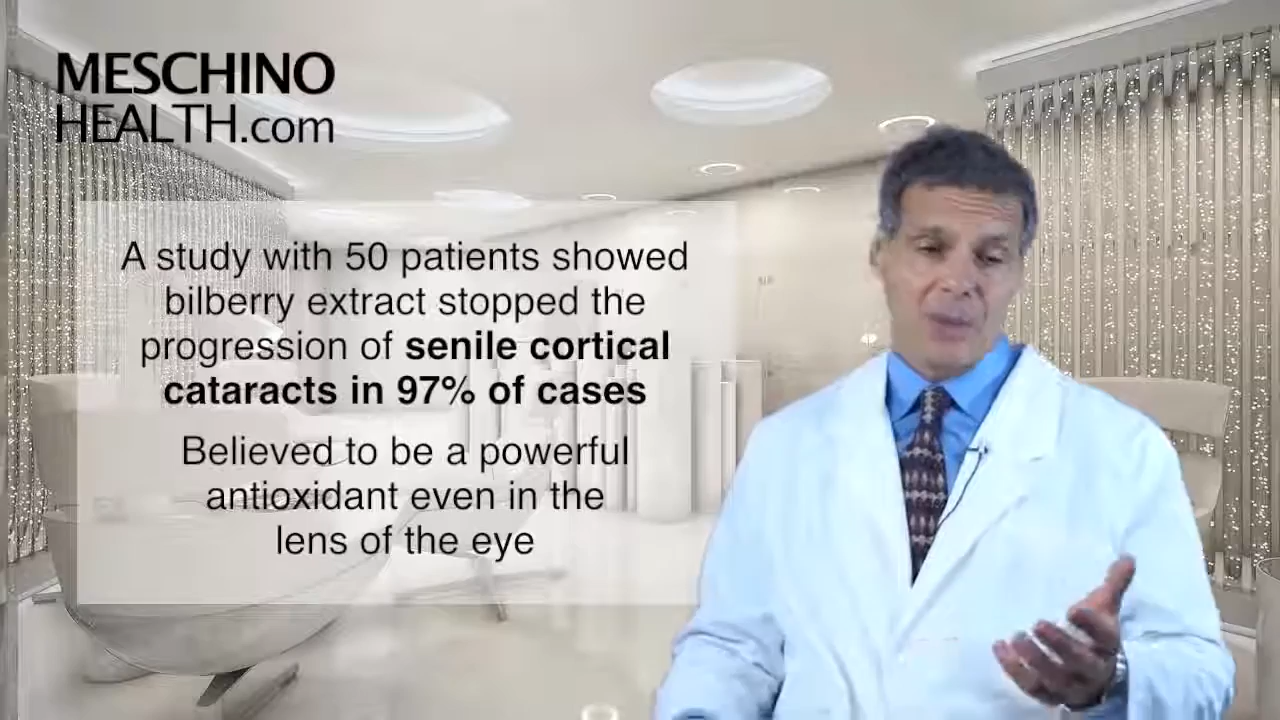 MESCHINO
HEALTH.com
A study with 50 patients showed
bilberry extract stopped the
progression of senile cortical
cataracts in 97% of cases
Believed to be a powerful
antioxidant even in the
lens of the eye